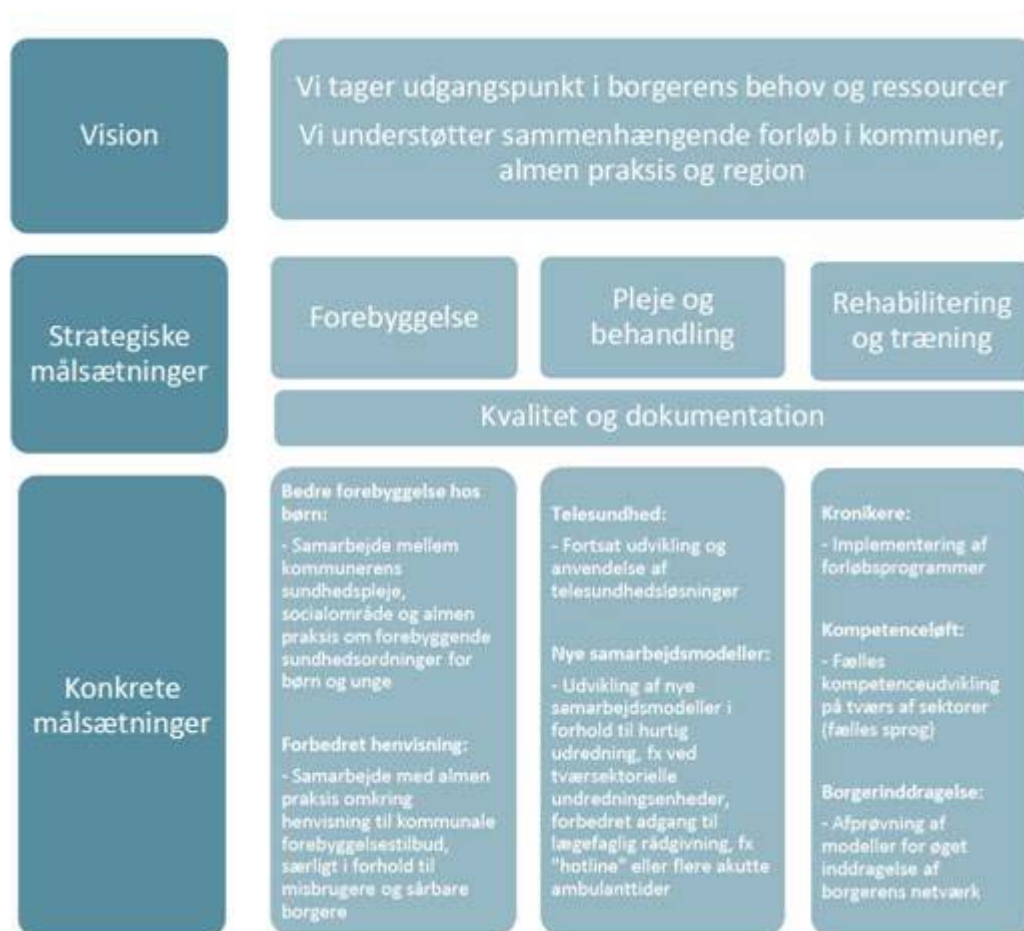 Vision
Vi tager udgangspunkt i borgerens behov og ressourcer
Vi understøtter sammenhængende forløb i kommuner,
almen praksis og region
Strategiske
målsætninger
Forebyggelse
Pleje og
behandling
Rehabilitering
og træning
Kvalitet og dokumentation
Konkrete
målsætninger
Bedre forebyggelse hos
børn:
- Samarbejde mellem
kommunerens
sundhedspleje,
socialområde og almen
praksis om forebyggende
sundhedsordninger for
børn og unge
Forbedret henvisning:
- Samarbejde med almen
praksis omkring
henvisning til kommunale
forebyggelsestilbud,
særligt i forhold til
misbrugere og sårbare
borgere
Telesundhed:
- Fortsat udvikling og
anvendelse af
telesundhedsløsninger
Nye samarbejdsmodeller:
- Udvikling af nye
samarbejdsmodeller i
forhold til hurtig
udredning, fx ved
tværsektorielle
undredningsenheder,
forbedret adgang til
lægefaglig rådgivning, fx
"hotline" eller flere akutte
ambulanttider
Kronikere:
- Implementering af
forløbsprogrammer
Kompetenceløft:
- Fælles
kompetenceudvikling
på tværs af sektorer
(fælles sprog)
Borgerinddragelse:
- Afprøvning af
modeller for øget
inddragelse af
borgerens netværk